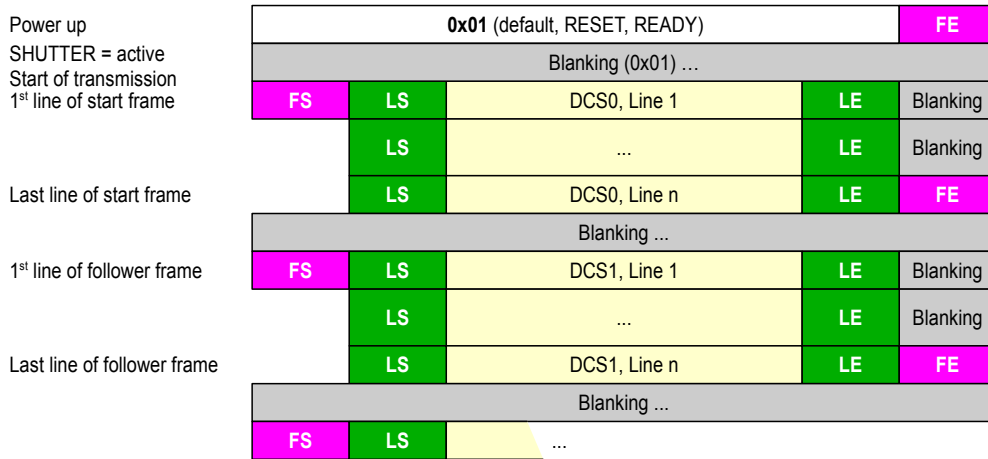 Power up 0x01 (default, RESET, READY) FE
SHUTTER = active
Blanking (0x01) ...
Start of transmission
1st line of start frame FS LS DCS0, Line 1 LE Blanking
LS ... LE Blanking
Last line of start frame LS DCS0, Line n LE FE
Blanking ...
1st line of follower frame FS LS DCS1, Line 1 LE Blanking
LS ... LE Blanking
Last line of follower frame LS DCS1, Line n LE FE
Blanking ...
FS LS ...